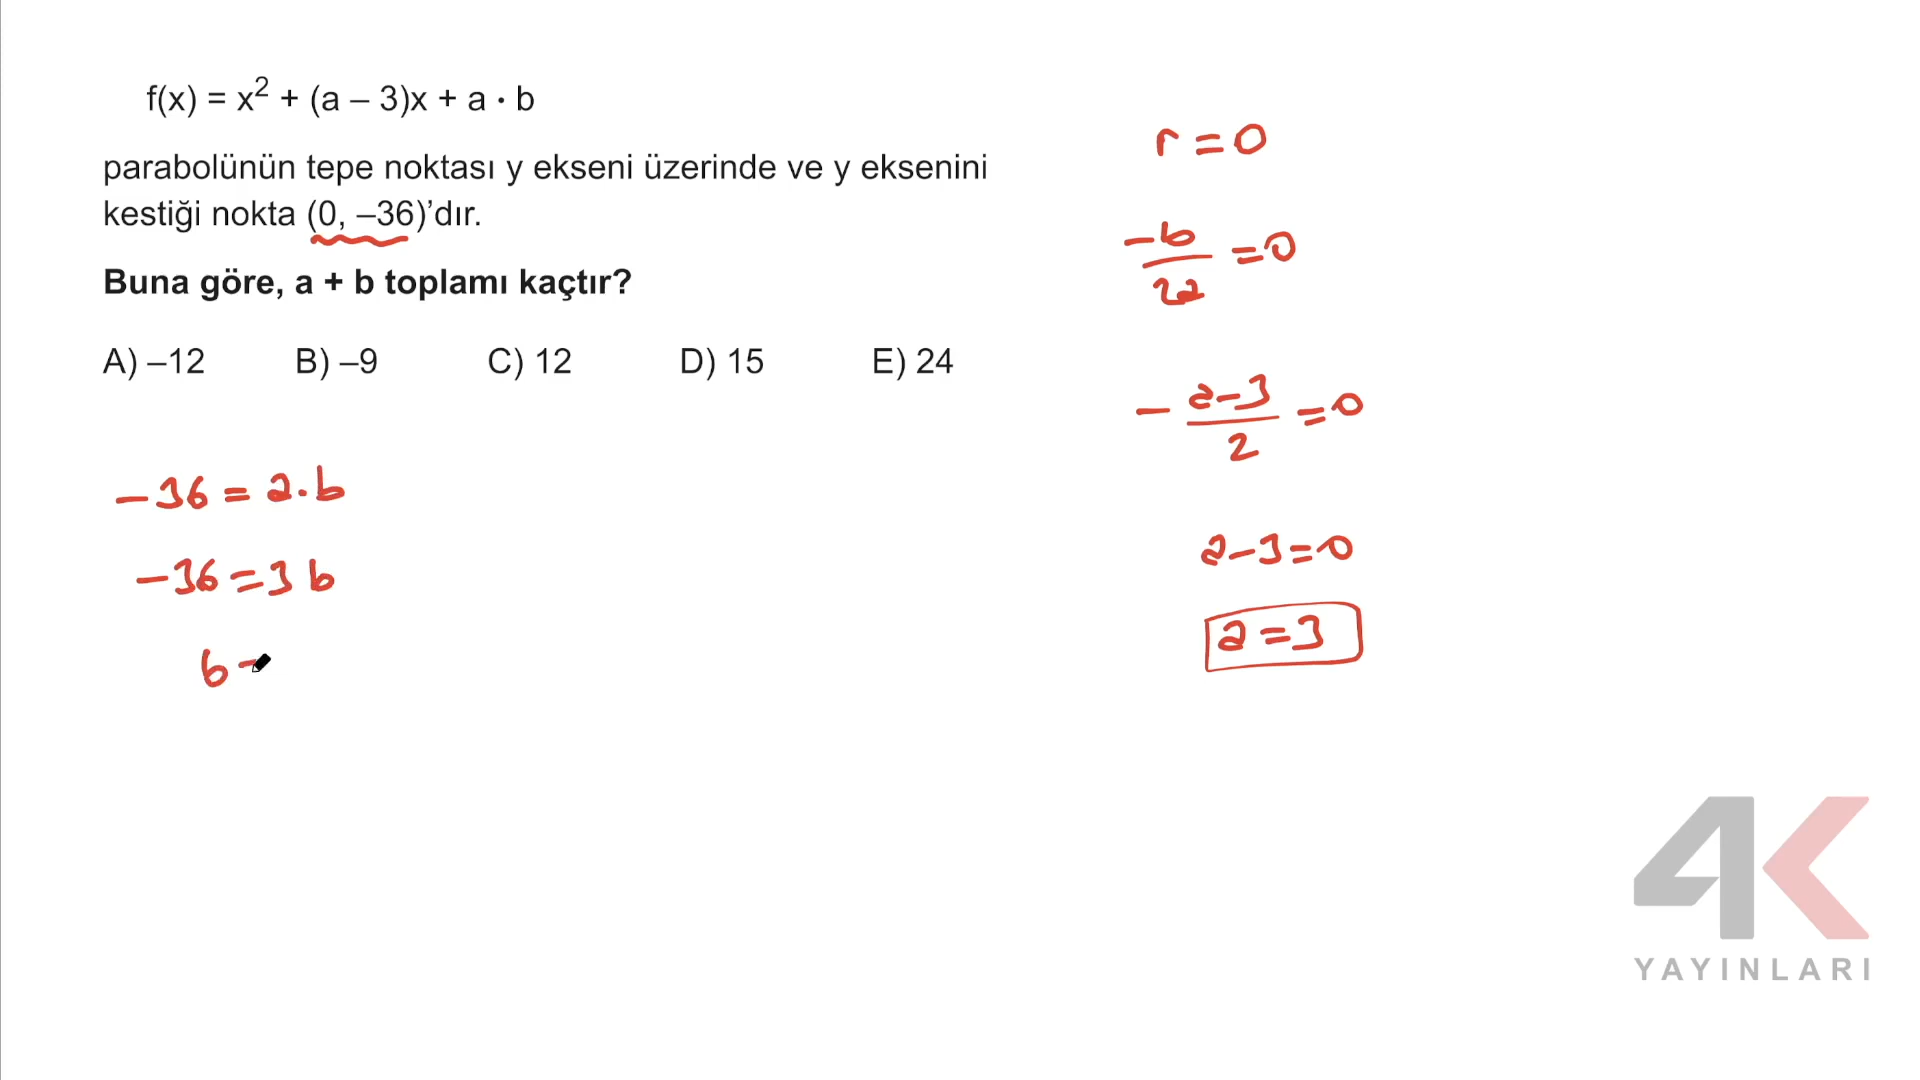 f(x) = x² + (a – 3)x + a · b
parabolünün tepe noktası y ekseni üzerinde ve y eksenini
kestiği nokta (0, –36)’dır.
Buna göre, a + b toplamı kaçtır?
A) –12 B) –9 C) 12 D) 15 E) 24
-36 = a.b
-36 = 3b
b -
r = 0
-b/2a = 0
- a-3/2 = 0
a-3=0
a=3
4K
YAYINLARI